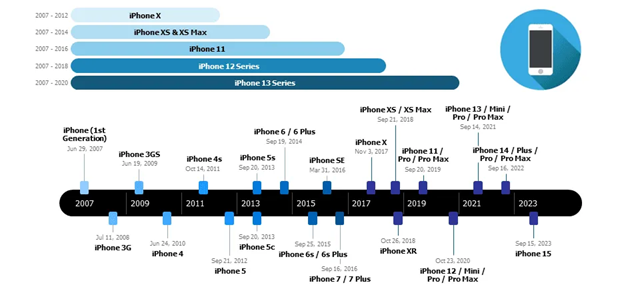 2007 - 2012
iPhone X
2007 - 2014
iPhone XS & XS Max
2007 - 2016
iPhone 11
2007 - 2018
iPhone 12 Series
2007 - 2020
iPhone 13 Series
iPhone (1st
Generation)
Jun 29, 2007
iPhone 3GS
Jun 19, 2009
iPhone 4s
Oct 14, 2011
iPhone 5s
Sep 20, 2013
iPhone 6 / 6 Plus
Sep 19, 2014
iPhone SE
Mar 31, 2016
iPhone X
Nov 3, 2017
iPhone XS / XS Max
Sep 21, 2018
iPhone 11 /
Pro / Pro Max
Sep 20, 2019
iPhone 13 / Mini /
Pro / Pro Max
Sep 14, 2021
iPhone 14 / Plus /
Pro / Pro Max
Sep 16, 2022
2007
2009
2011
2013
2015
2017
2019
2021
2023
Jul 11, 2008
iPhone 3G
Jun 24, 2010
iPhone 4
Sep 21, 2012
iPhone 5
Sep 20, 2013
iPhone 5c
Sep 25, 2015
iPhone 6s / 6s Plus
Sep 16, 2016
iPhone 7 / 7 Plus
Oct 26, 2018
iPhone XR
Oct 23, 2020
iPhone 12 / Mini /
Pro / Pro Max
Sep 15, 2023
iPhone 15